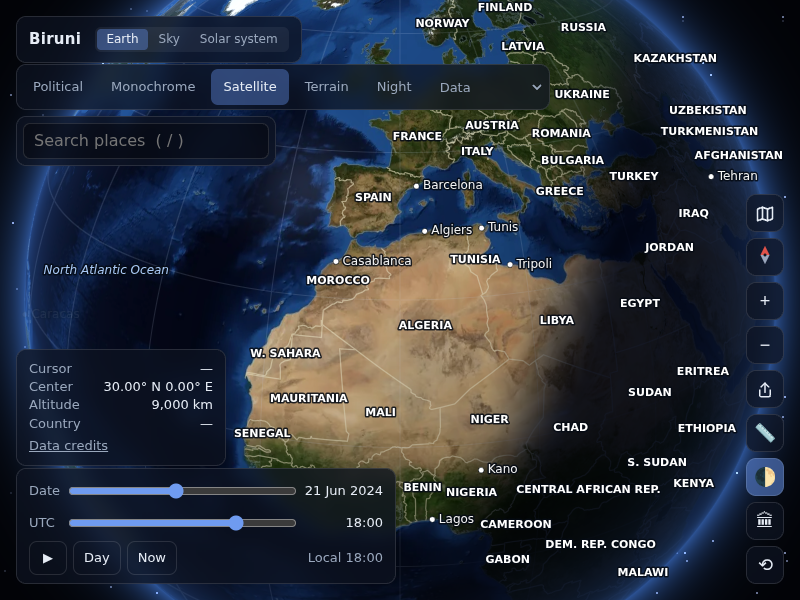 NORWAY
FINLAND
RUSSIA
Biruni
Earth
Sky
Solar system
LATVIA
KAZAKHSTAN
Political
Monochrome
Satellite
Terrain
Night
Data
UKRAINE
UZBEKISTAN
Search places ( / )
FRANCE
AUSTRIA
ROMANIA
TURKMENISTAN
ITALY
BULGARIA
AFGHANISTAN
SPAIN
Barcelona
GREECE
TURKEY
Tehran
IRAQ
Algiers
Tunis
JORDAN
North Atlantic Ocean
Casablanca
TUNISIA
Tripoli
MOROCCO
Caracas
ALGERIA
LIBYA
EGYPT
+
−
W. SAHARA
Cursor —
Center 30.00° N 0.00° E
Altitude 9,000 km
Country —
Data credits
MAURITANIA
MALI
NIGER
CHAD
ERITREA
SUDAN
ETHIOPIA
SENEGAL
S. SUDAN
Kano
KENYA
BENIN
NIGERIA
CENTRAL AFRICAN REP.
Date 21 Jun 2024
UTC 18:00
Lagos
CAMEROON
DEM. REP. CONGO
GABON
MALAWI
Day
Now
Local 18:00